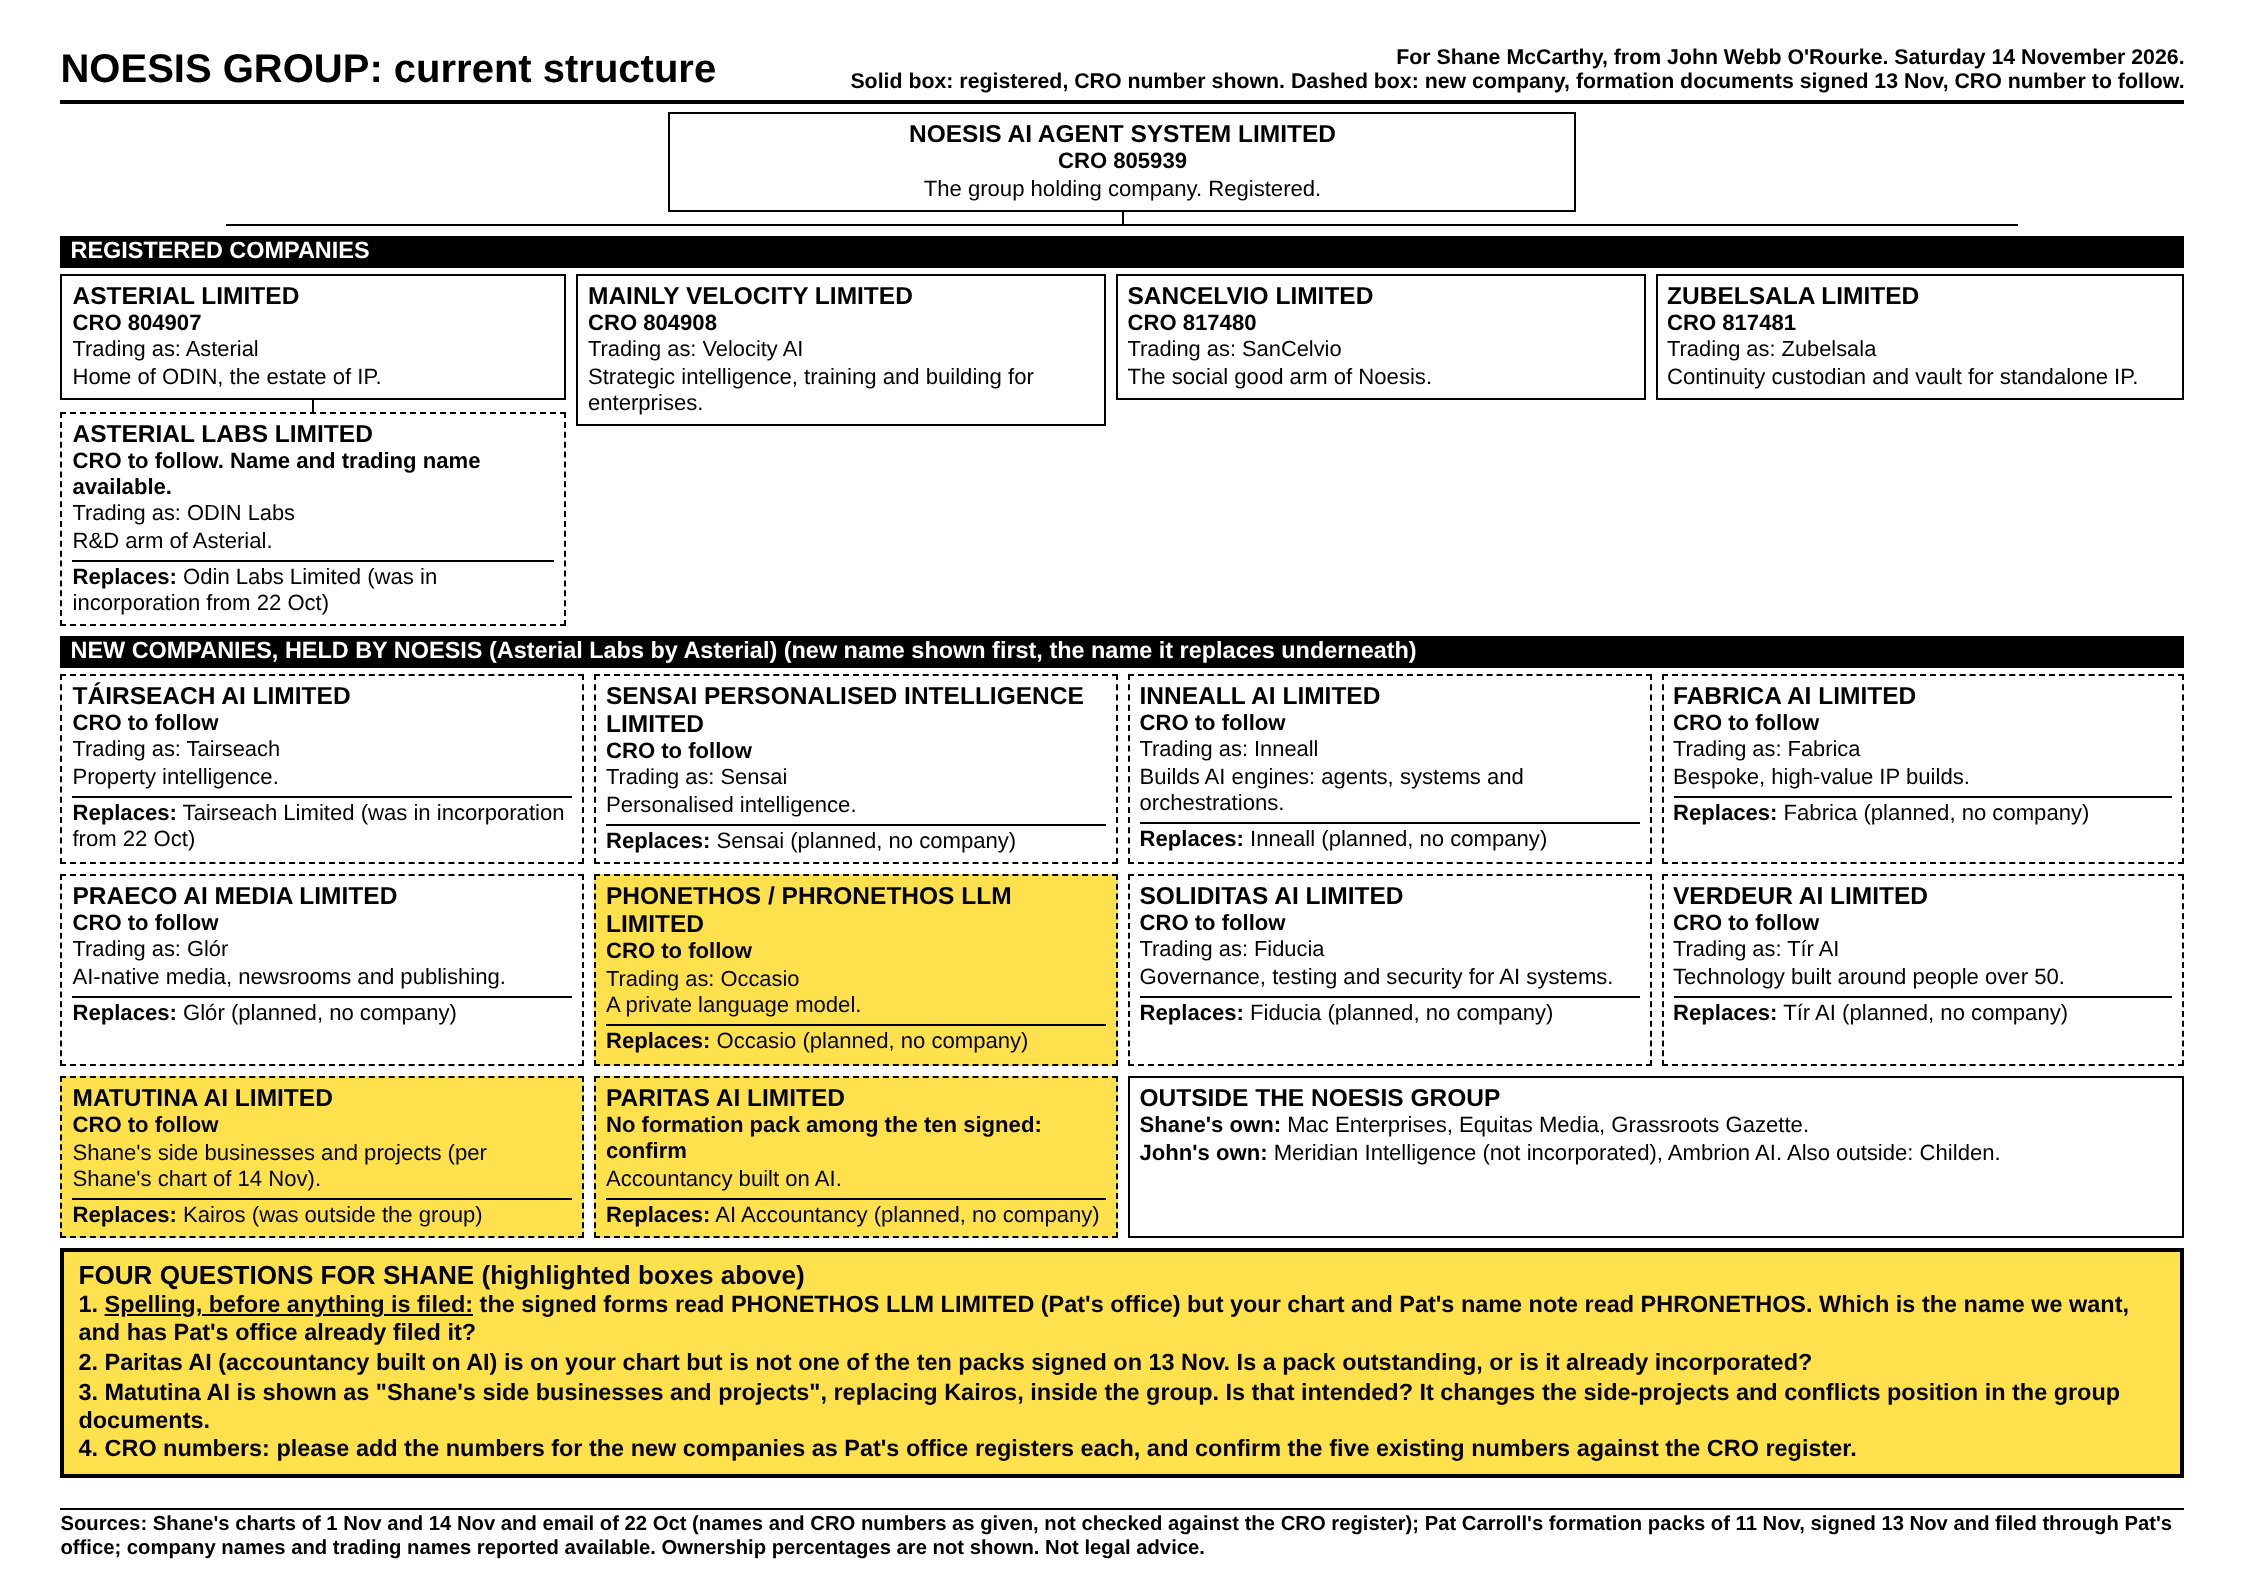 NOESIS GROUP: current structure
For Shane McCarthy, from John Webb O'Rourke. Saturday 14 November 2026.
Solid box: registered, CRO number shown. Dashed box: new company, formation documents signed 13 Nov, CRO number to follow.
NOESIS AI AGENT SYSTEM LIMITED
CRO 805939
The group holding company. Registered.
REGISTERED COMPANIES
ASTERIAL LIMITED
CRO 804907
Trading as: Asterial
Home of ODIN, the estate of IP.
MAINLY VELOCITY LIMITED
CRO 804908
Trading as: Velocity AI
Strategic intelligence, training and building for
enterprises.
SANCELVIO LIMITED
CRO 817480
Trading as: SanCelvio
The social good arm of Noesis.
ZUBELSALA LIMITED
CRO 817481
Trading as: Zubelsala
Continuity custodian and vault for standalone IP.
ASTERIAL LABS LIMITED
CRO to follow. Name and trading name
available.
Trading as: ODIN Labs
R&D arm of Asterial.
Replaces: Odin Labs Limited (was in
incorporation from 22 Oct)
NEW COMPANIES, HELD BY NOESIS (Asterial Labs by Asterial) (new name shown first, the name it replaces underneath)
TÁIRSEACH AI LIMITED
CRO to follow
Trading as: Tairseach
Property intelligence.
Replaces: Tairseach Limited (was in incorporation
from 22 Oct)
SENSAI PERSONALISED INTELLIGENCE
LIMITED
CRO to follow
Trading as: Sensai
Personalised intelligence.
Replaces: Sensai (planned, no company)
INNEALL AI LIMITED
CRO to follow
Trading as: Inneall
Builds AI engines: agents, systems and
orchestrations.
Replaces: Inneall (planned, no company)
FABRICA AI LIMITED
CRO to follow
Trading as: Fabrica
Bespoke, high-value IP builds.
Replaces: Fabrica (planned, no company)
PRAECO AI MEDIA LIMITED
CRO to follow
Trading as: Glór
AI-native media, newsrooms and publishing.
Replaces: Glór (planned, no company)
PHONETHOS / PHRONETHOS LLM
LIMITED
CRO to follow
Trading as: Occasio
A private language model.
Replaces: Occasio (planned, no company)
SOLIDITAS AI LIMITED
CRO to follow
Trading as: Fiducia
Governance, testing and security for AI systems.
Replaces: Fiducia (planned, no company)
VERDEUR AI LIMITED
CRO to follow
Trading as: Tír AI
Technology built around people over 50.
Replaces: Tír AI (planned, no company)
MATUTINA AI LIMITED
CRO to follow
Shane's side businesses and projects (per
Shane's chart of 14 Nov).
Replaces: Kairos (was outside the group)
PARITAS AI LIMITED
No formation pack among the ten signed:
confirm
Accountancy built on AI.
Replaces: AI Accountancy (planned, no company)
OUTSIDE THE NOESIS GROUP
Shane's own: Mac Enterprises, Equitas Media, Grassroots Gazette.
John's own: Meridian Intelligence (not incorporated), Ambrion AI. Also outside: Childen.
FOUR QUESTIONS FOR SHANE (highlighted boxes above)
1. Spelling, before anything is filed: the signed forms read PHONETHOS LLM LIMITED (Pat's office) but your chart and Pat's name note read PHRONETHOS. Which is the name we want,
and has Pat's office already filed it?
2. Paritas AI (accountancy built on AI) is on your chart but is not one of the ten packs signed on 13 Nov. Is a pack outstanding, or is it already incorporated?
3. Matutina AI is shown as "Shane's side businesses and projects", replacing Kairos, inside the group. Is that intended? It changes the side-projects and conflicts position in the group
documents.
4. CRO numbers: please add the numbers for the new companies as Pat's office registers each, and confirm the five existing numbers against the CRO register.
Sources: Shane's charts of 1 Nov and 14 Nov and email of 22 Oct (names and CRO numbers as given, not checked against the CRO register); Pat Carroll's formation packs of 11 Nov, signed 13 Nov and filed through Pat's
office; company names and trading names reported available. Ownership percentages are not shown. Not legal advice.